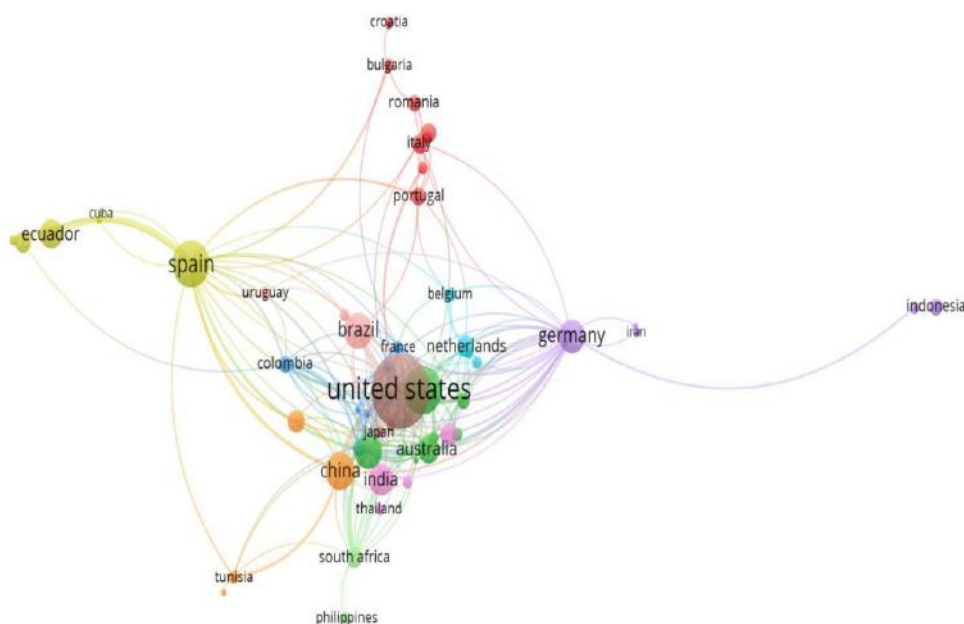 croatia
bulgaria
romania
italy
portugal
cuba
ecuador
spain
uruguay
belgium
indonesia
brazil
germany
iran
france
netherlands
colombia
united states
japan
australia
china
india
thailand
south africa
tunisia
philippines